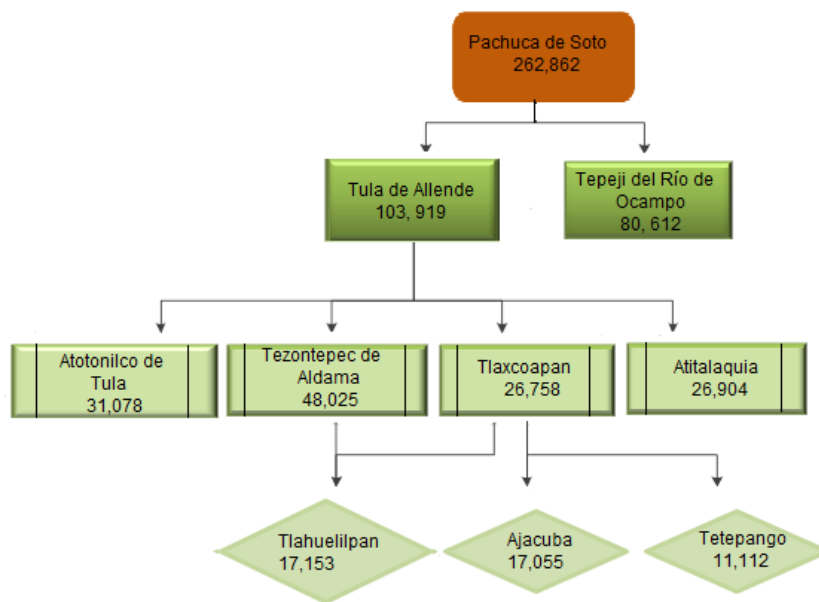 Pachuca de Soto
262,862
Tula de Allende
103, 919
Tepeji del Río de
Ocampo
80, 612
Atotonilco de
Tula
31,078
Tezontepec de
Aldama
48,025
Tlaxcoapan
26,758
Atitalaquia
26,904
Tlahuelilpan
17,153
Ajacuba
17,055
Tetepango
11,112